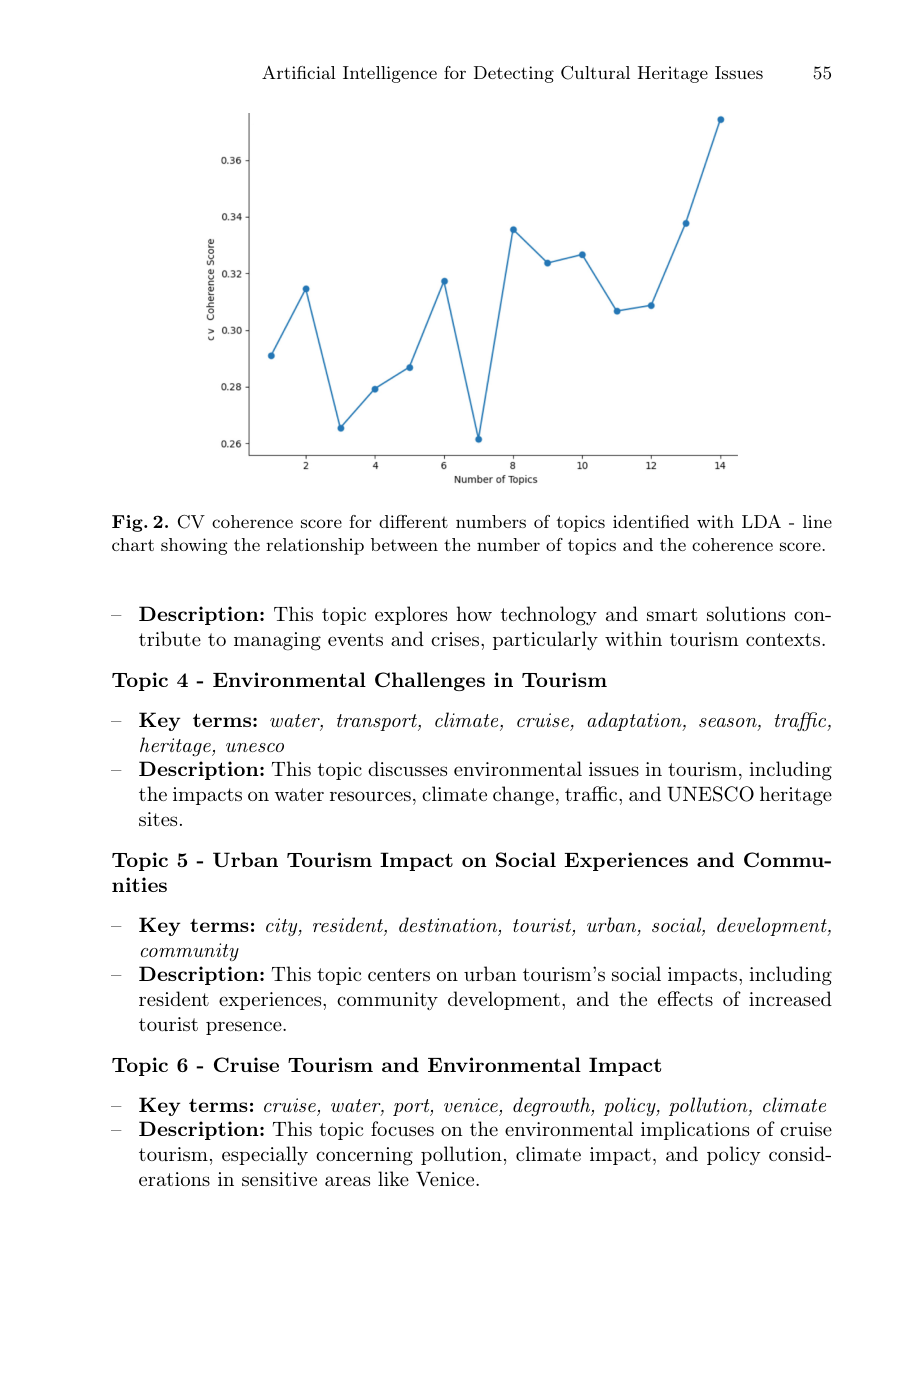 Artificial Intelligence for Detecting Cultural Heritage Issues 55
0.36
0.34
0.32
0.30
0.28
0.26
cv Coherence Score
2 4 6 8 10 12 14
Number of Topics
Fig. 2. CV coherence score for different numbers of topics identified with LDA - line
chart showing the relationship between the number of topics and the coherence score.
– Description: This topic explores how technology and smart solutions con-
tribute to managing events and crises, particularly within tourism contexts.
Topic 4 - Environmental Challenges in Tourism
– Key terms: water, transport, climate, cruise, adaptation, season, traffic,
heritage, unesco
– Description: This topic discusses environmental issues in tourism, including
the impacts on water resources, climate change, traffic, and UNESCO heritage
sites.
Topic 5 - Urban Tourism Impact on Social Experiences and Commu-
nities
– Key terms: city, resident, destination, tourist, urban, social, development,
community
– Description: This topic centers on urban tourism's social impacts, including
resident experiences, community development, and the effects of increased
tourist presence.
Topic 6 - Cruise Tourism and Environmental Impact
– Key terms: cruise, water, port, venice, degrowth, policy, pollution, climate
– Description: This topic focuses on the environmental implications of cruise
tourism, especially concerning pollution, climate impact, and policy consid-
erations in sensitive areas like Venice.